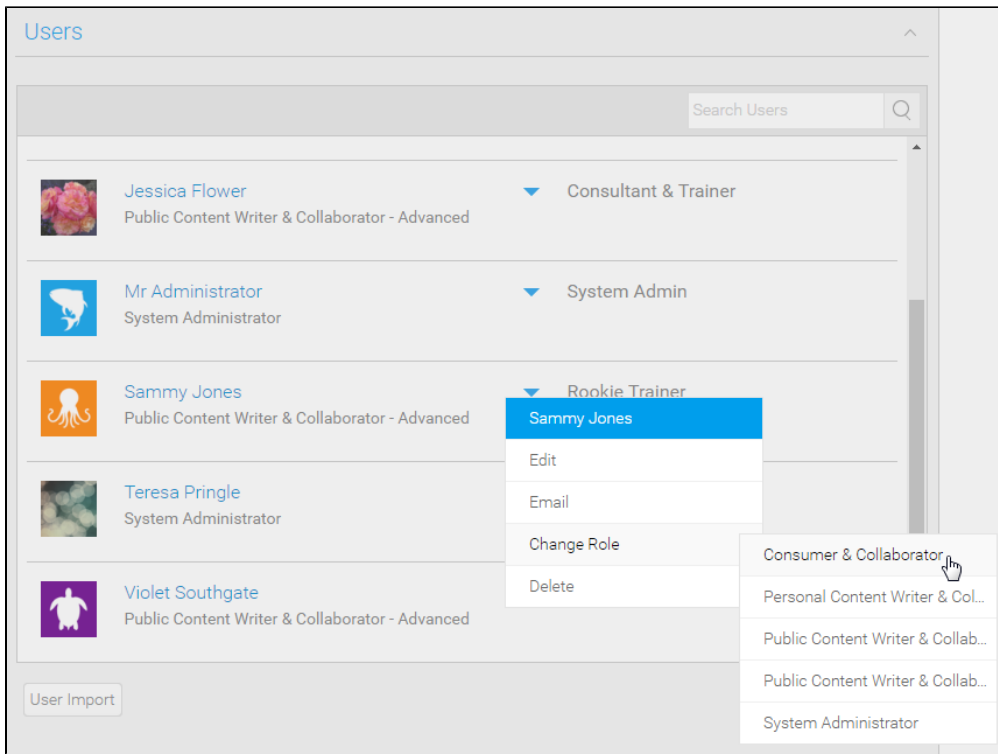 Users
Search Users
Jessica Flower
Consultant & Trainer
Public Content Writer & Collaborator - Advanced
Mr Administrator
System Admin
System Administrator
Sammy Jones
Rookie Trainer
Public Content Writer & Collaborator - Advanced
Sammy Jones
Edit
Email
Change Role
Delete
Consumer & Collaborator
Personal Content Writer & Col...
Public Content Writer & Collab...
Public Content Writer & Collab...
System Administrator
Teresa Pringle
System Administrator
Violet Southgate
Public Content Writer & Collaborator - Advanced
User Import